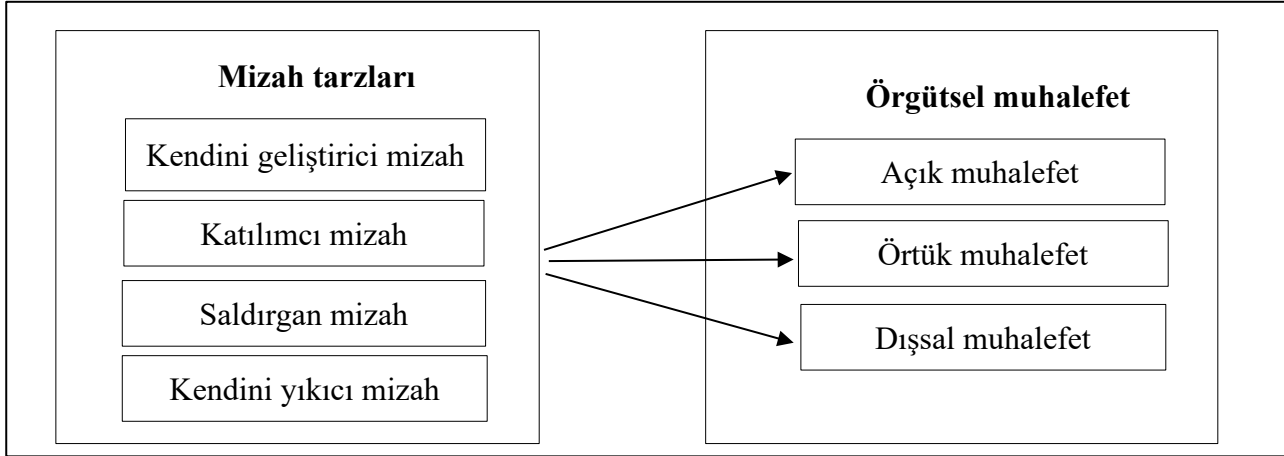 Mizah tarzları
Kendini geliştirici mizah
Katılımcı mizah
Saldırgan mizah
Kendini yıkıcı mizah
Örgütsel muhalefet
Açık muhalefet
Örtük muhalefet
Dışsal muhalefet